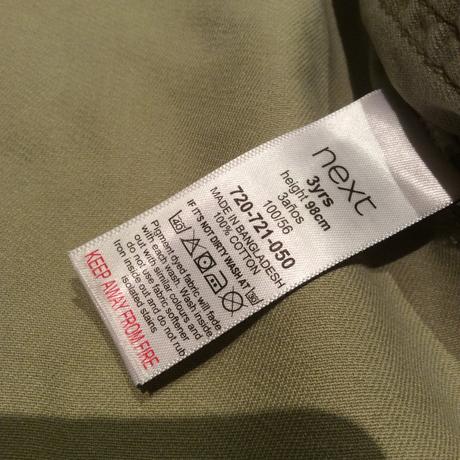 next
3yrs
height 98cm
3años
100/56
720-721-050
MADE IN BANGLADESH
100% COTTON
IF IT'S NOT DIRTY WASH AT 30
40
Pigment dyed fabric will fade
with each wash. Wash inside
out with similar colours and
do not use fabric softener
Iron inside out and do not rub
isolated stains
KEEP AWAY FROM FIRE